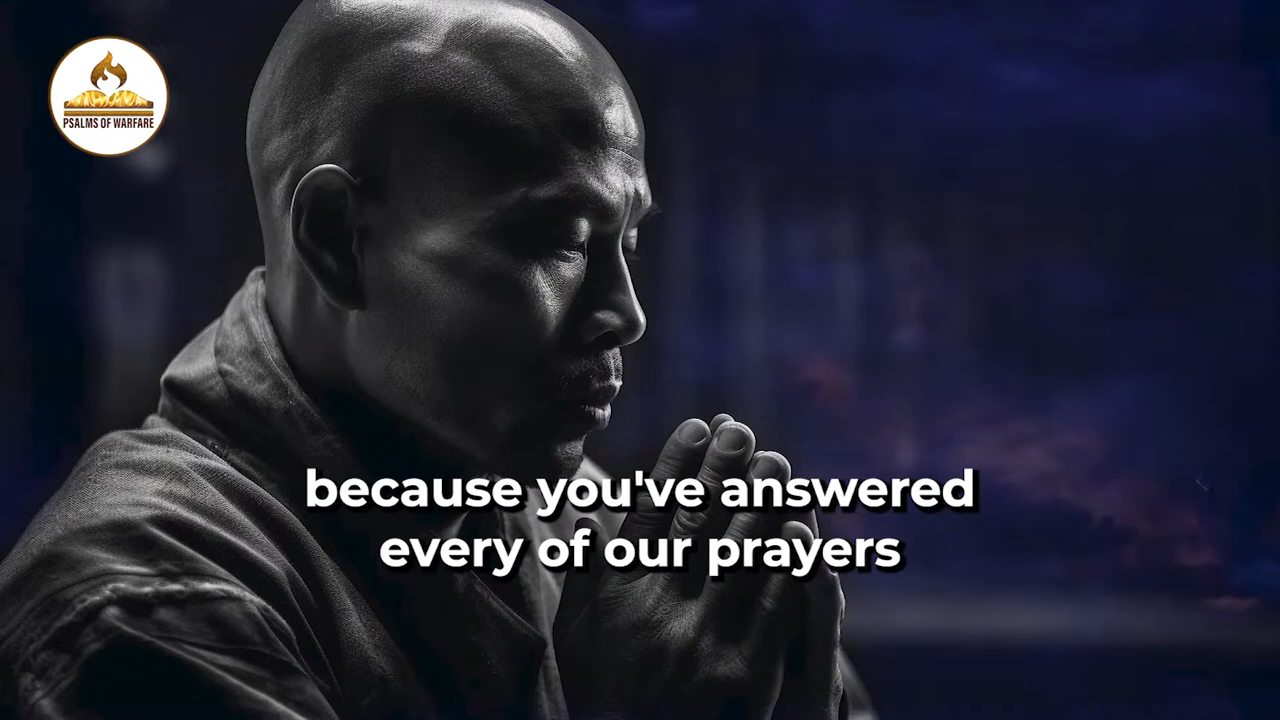 PSALMS OF WARFARE
because you've answered
every of our prayers